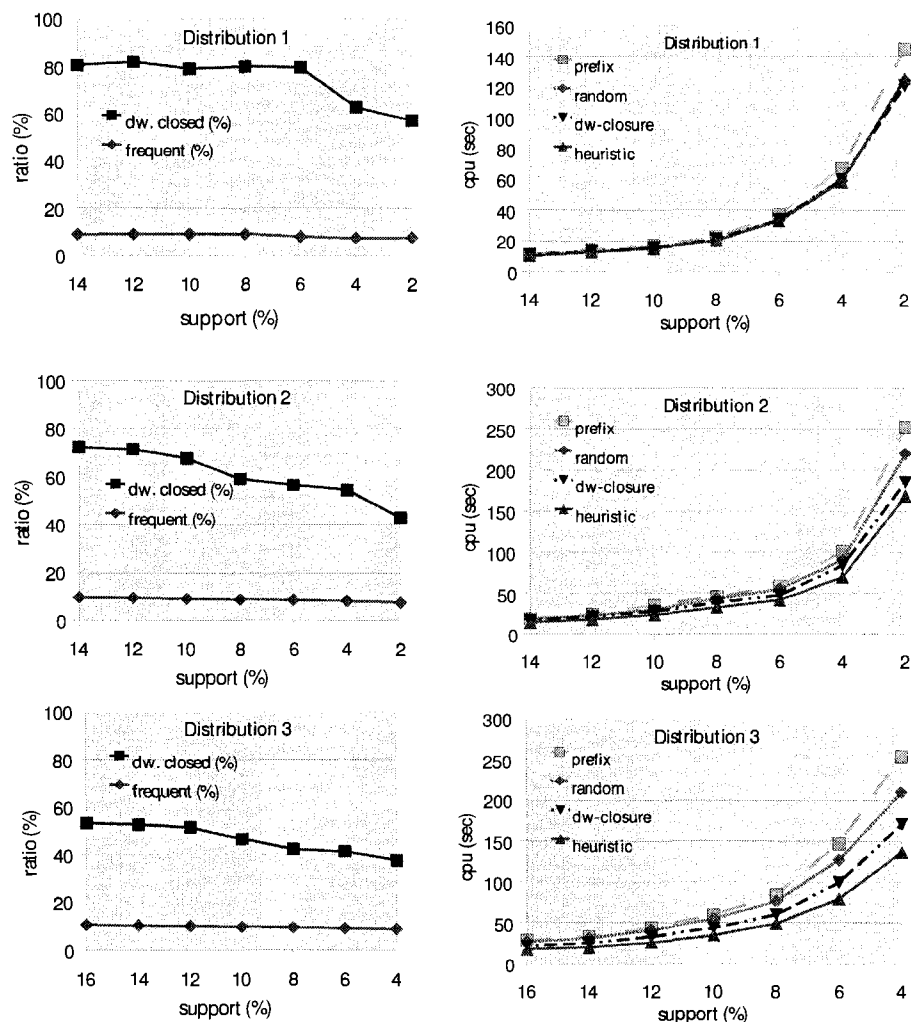 100
80
60
40
20
0
ratio (%)
Distribution 1
dw. closed (%)
frequent (%)
14 12 10 8 6 4 2
support (%)
160
140
120
100
80
60
40
20
0
cpu (sec)
Distribution 1
prefix
random
dw-closure
heuristic
14 12 10 8 6 4 2
support (%)
100
80
60
40
20
0
ratio (%)
Distribution 2
dw. closed (%)
frequent (%)
14 12 10 8 6 4 2
support (%)
300
250
200
150
100
50
0
cpu (sec)
Distribution 2
prefix
random
dw-closure
heuristic
14 12 10 8 6 4 2
support (%)
100
80
60
40
20
0
ratio (%)
Distribution 3
dw. closed (%)
frequent (%)
16 14 12 10 8 6 4
support (%)
300
250
200
150
100
50
0
cpu (sec)
Distribution 3
prefix
random
dw-closure
heuristic
16 14 12 10 8 6 4
support (%)